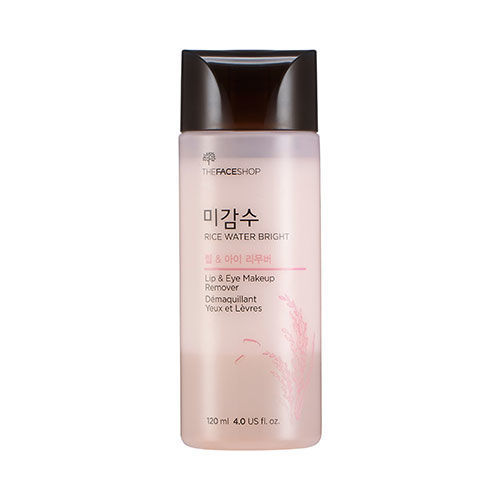 THEFACESHOP
미감수
RICE WATER BRIGHT
립 & 아이 리무버
Lip & Eye Makeup
Remover
Démaquillant
Yeux et Lèvres
120 ml 4.0 US fl. oz.